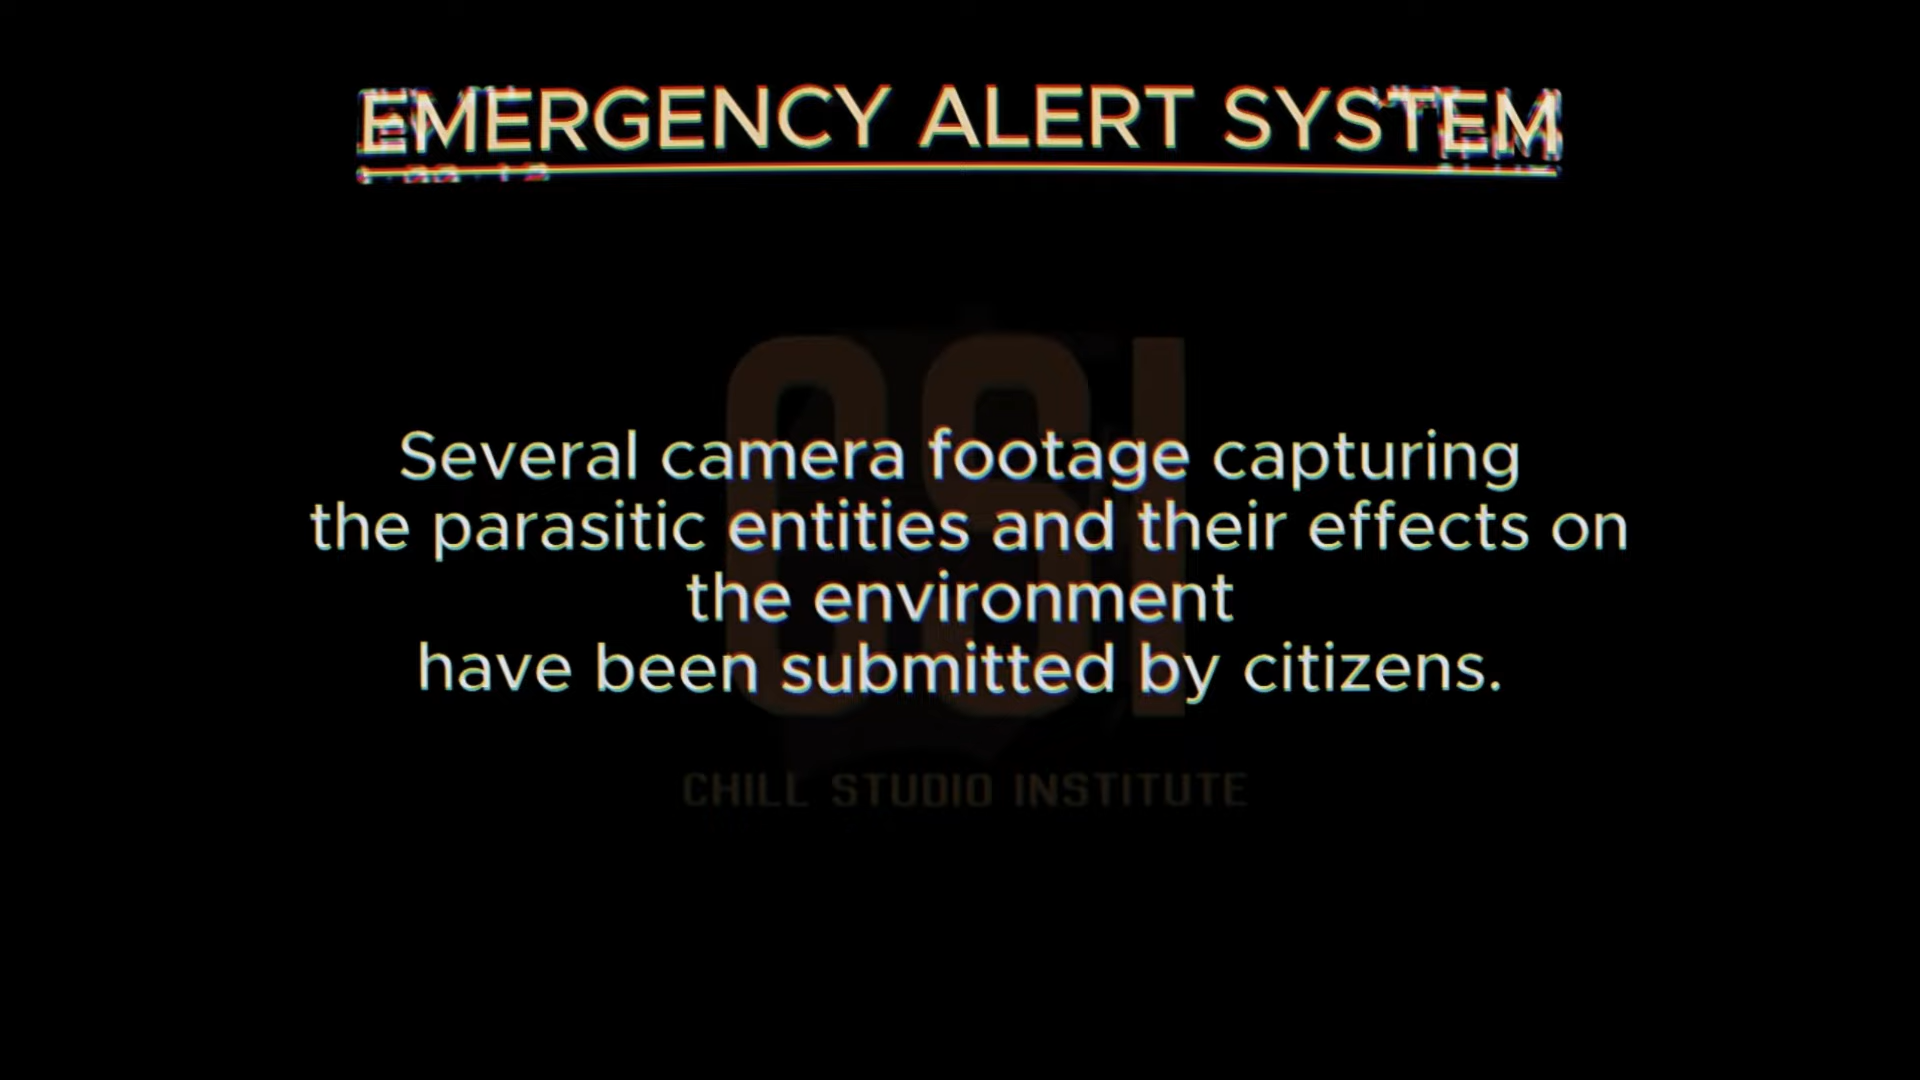 EMERGENCY ALERT SYSTEM
CSI
Several camera footage capturing
the parasitic entities and their effects on
the environment
have been submitted by citizens.
CHILL STUDIO INSTITUTE